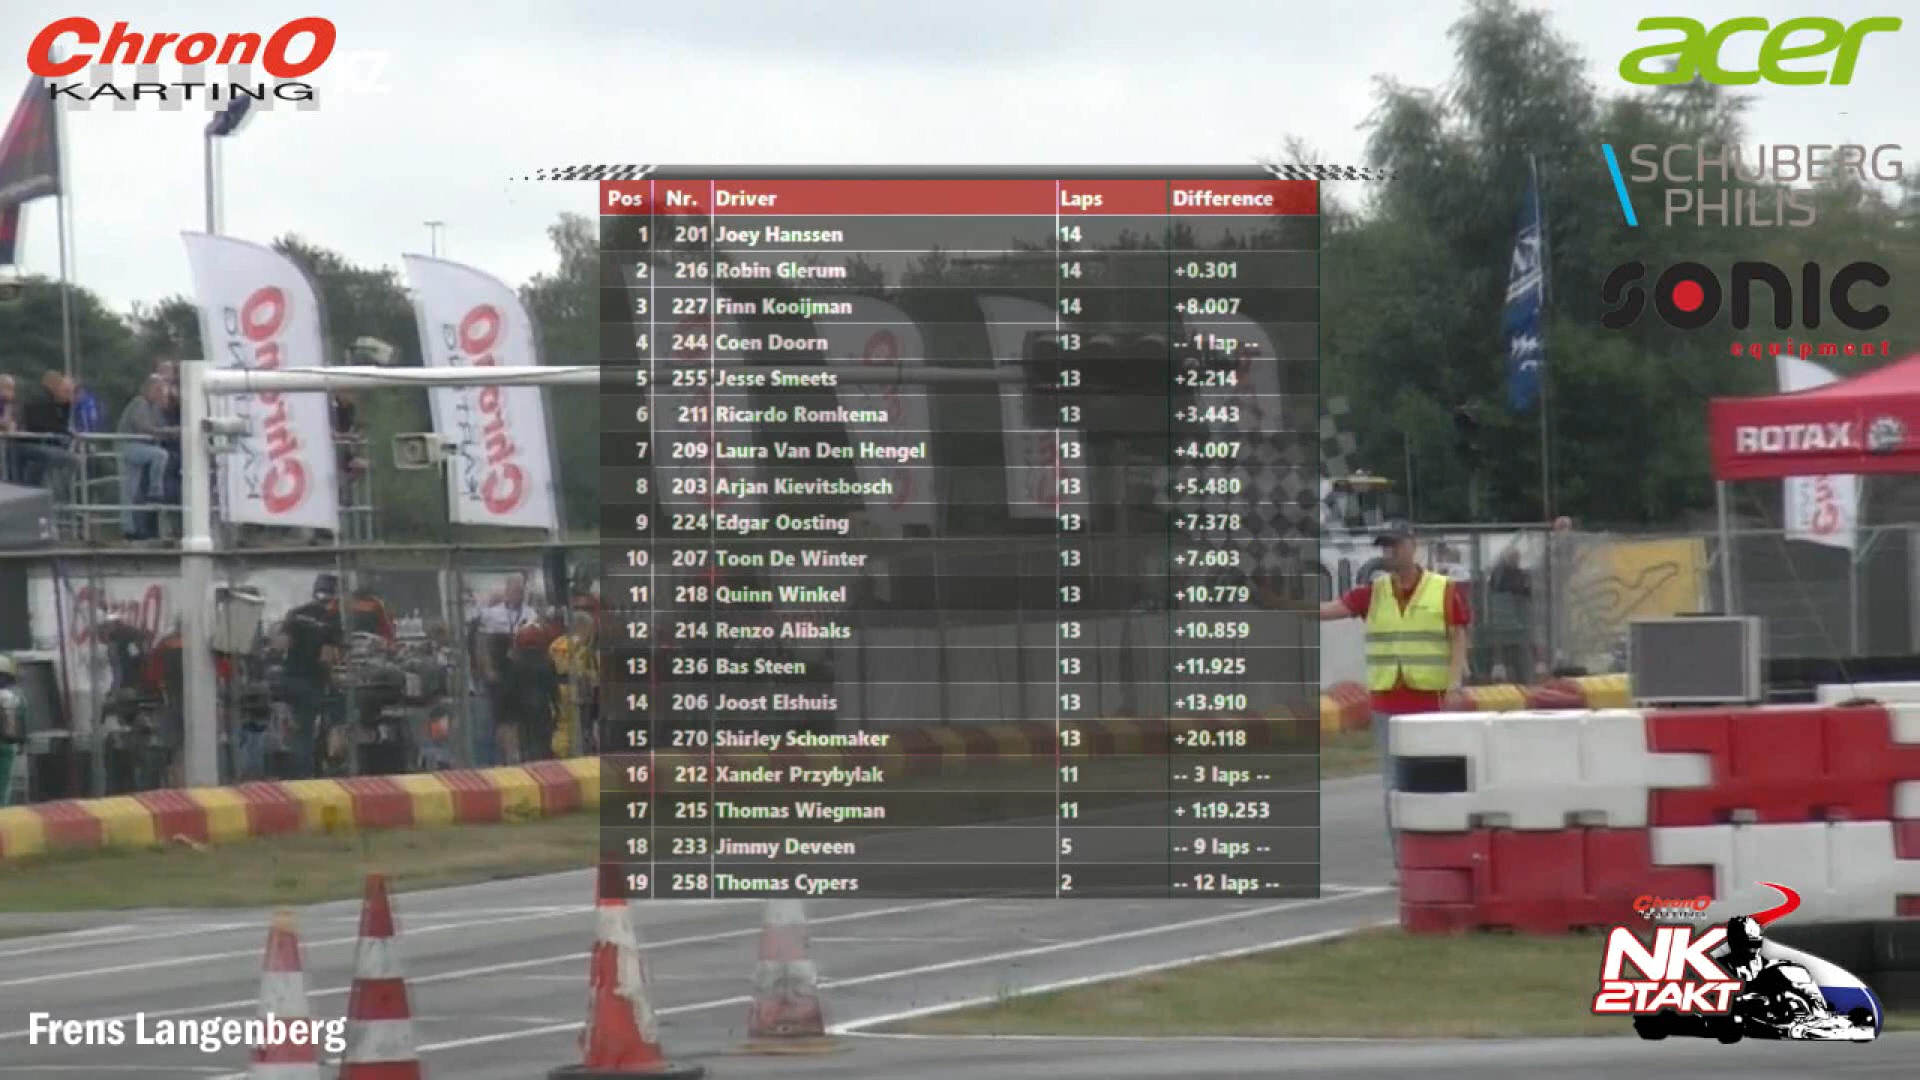 ChronO
KARTING
acer
SCHUBERG
PHILIS
SONIC
equipment
Pos Nr. Driver Laps Difference
1 201 Joey Hanssen 14
2 216 Robin Glerum 14 +0.301
3 227 Finn Kooijman 14 +8.007
4 244 Coen Doorn 13 -- 1 lap --
5 255 Jesse Smeets 13 +2.214
6 211 Ricardo Romkema 13 +3.443
7 209 Laura Van Den Hengel 13 +4.007
8 203 Arjan Kievitsbosch 13 +5.480
9 224 Edgar Oosting 13 +7.378
10 207 Toon De Winter 13 +7.603
11 218 Quinn Winkel 13 +10.779
12 214 Renzo Alibaks 13 +10.859
13 236 Bas Steen 13 +11.925
14 206 Joost Elshuis 13 +13.910
15 270 Shirley Schomaker 13 +20.118
16 212 Xander Przybylak 11 -- 3 laps --
17 215 Thomas Wiegman 11 + 1:19.253
18 233 Jimmy Deveen 5 -- 9 laps --
19 258 Thomas Cypers 2 -- 12 laps --
ROTAX
ChronO
ChronO
ChronO
ChronO
KARTING
NK
2TAKT
Frens Langenberg